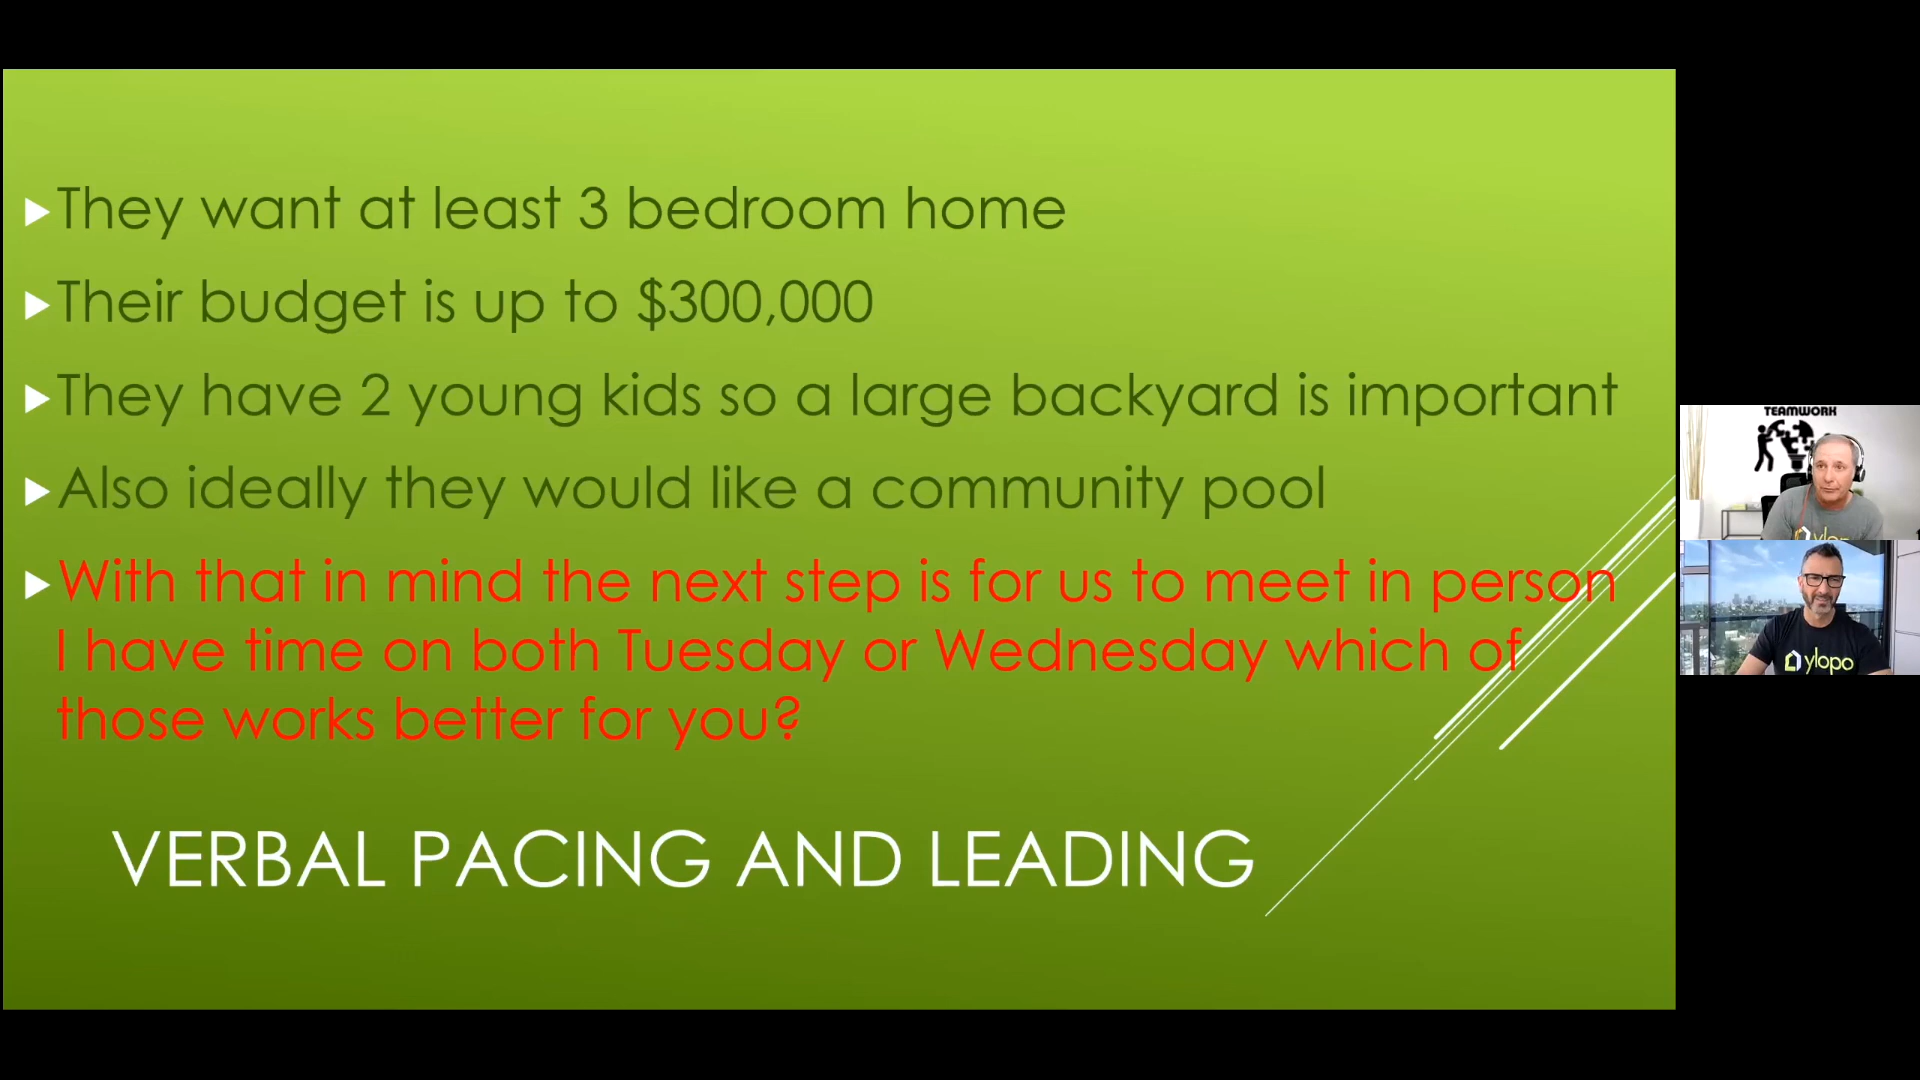 They want at least 3 bedroom home
Their budget is up to $300,000
They have 2 young kids so a large backyard is important
Also ideally they would like a community pool
With that in mind the next step is for us to meet in person
I have time on both Tuesday or Wednesday which of
those works better for you?
VERBAL PACING AND LEADING
TEAMWORK
ylopo